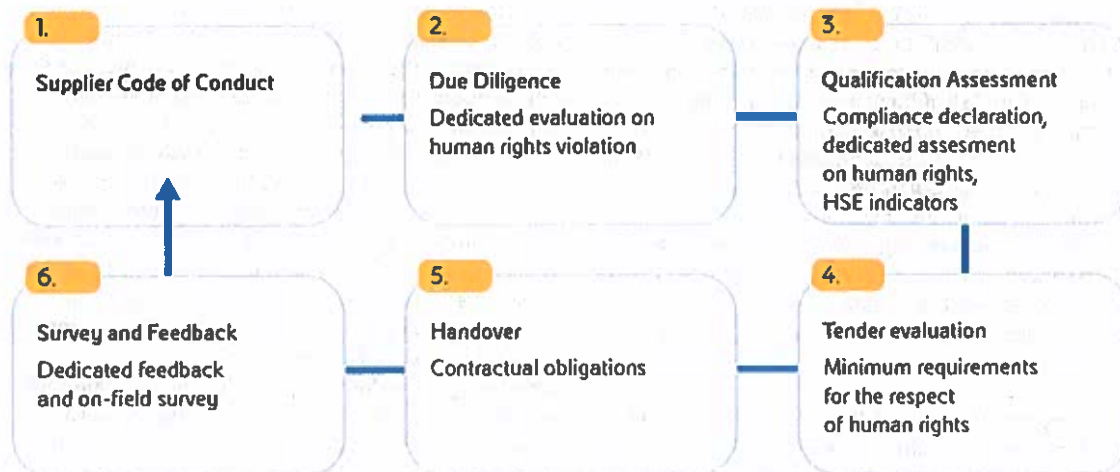 1.
Supplier Code of Conduct
2.
Due Diligence
Dedicated evaluation on
human rights violation
3.
Qualification Assessment
Compliance declaration,
dedicated assesment
on human rights,
HSE indicators
6.
Survey and Feedback
Dedicated feedback
and on-field survey
5.
Handover
Contractual obligations
4.
Tender evaluation
Minimum requirements
for the respect
of human rights